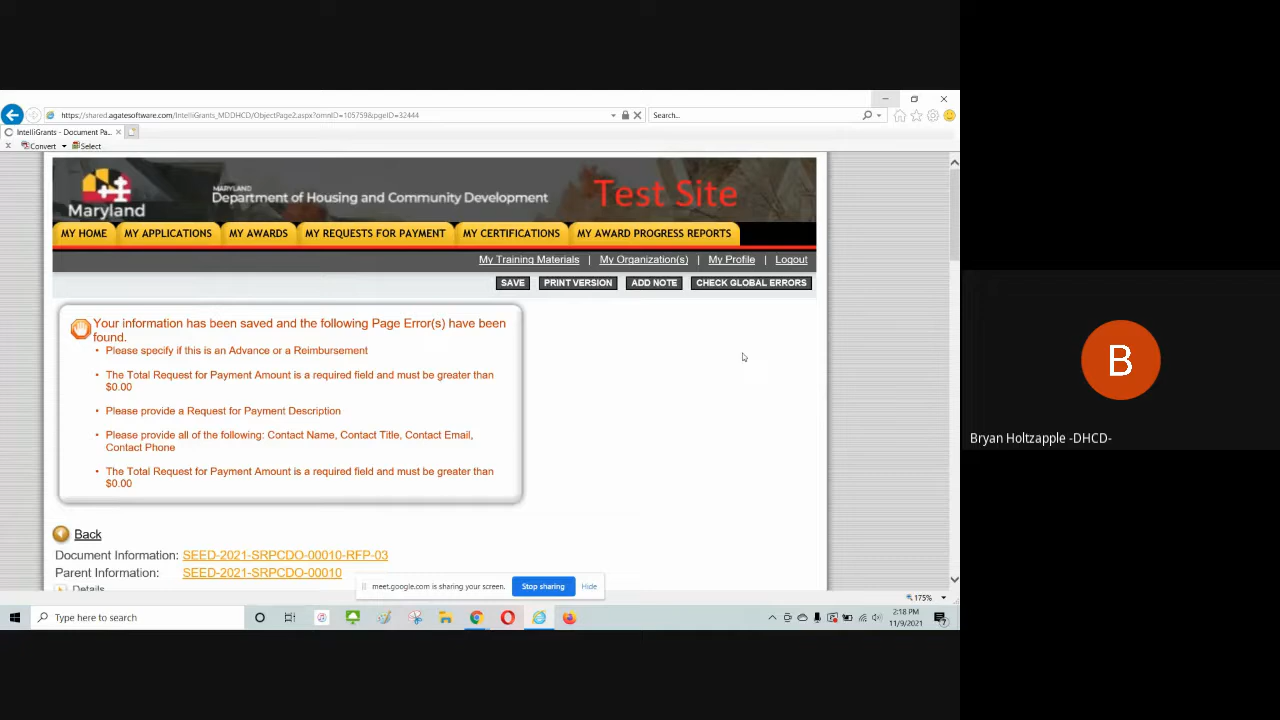 https://shared.agatesoftware.com/IntelliGrants_MDDHCD/ObjectPage2.aspx?omnID=105759&pgeID=32444
Search...
IntelliGrants - Document Pa...
Convert
Select
Maryland
MARYLAND
Department of Housing and Community Development
Test Site
MY HOME
MY APPLICATIONS
MY AWARDS
MY REQUESTS FOR PAYMENT
MY CERTIFICATIONS
MY AWARD PROGRESS REPORTS
My Training Materials | My Organization(s) | My Profile | Logout
SAVE
PRINT VERSION
ADD NOTE
CHECK GLOBAL ERRORS
Your information has been saved and the following Page Error(s) have been
found.
• Please specify if this is an Advance or a Reimbursement
• The Total Request for Payment Amount is a required field and must be greater than
$0.00
• Please provide a Request for Payment Description
• Please provide all of the following: Contact Name, Contact Title, Contact Email,
Contact Phone
• The Total Request for Payment Amount is a required field and must be greater than
$0.00
Back
Document Information: SEED-2021-SRPCDO-00010-RFP-03
Parent Information: SEED-2021-SRPCDO-00010
Details
meet.google.com is sharing your screen.
Stop sharing
Hide
175%
Type here to search
2:18 PM
11/9/2021
B
Bryan Holtzapple -DHCD-